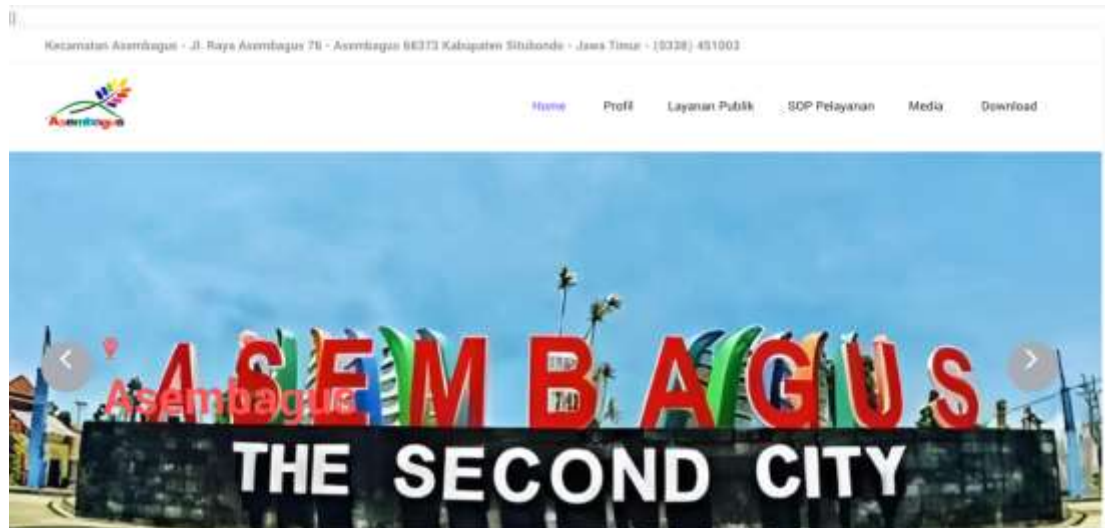 Kecamatan Asembagus - Jl. Raya Asembagus 76 - Asembagus 68373 Kabupaten Situbondo - Jawa Timur - (0338) 451003
Asembagus
Home Profil Layanan Publik SOP Pelayanan Media Download
ASEMBAGUS
Asembagus
THE SECOND CITY